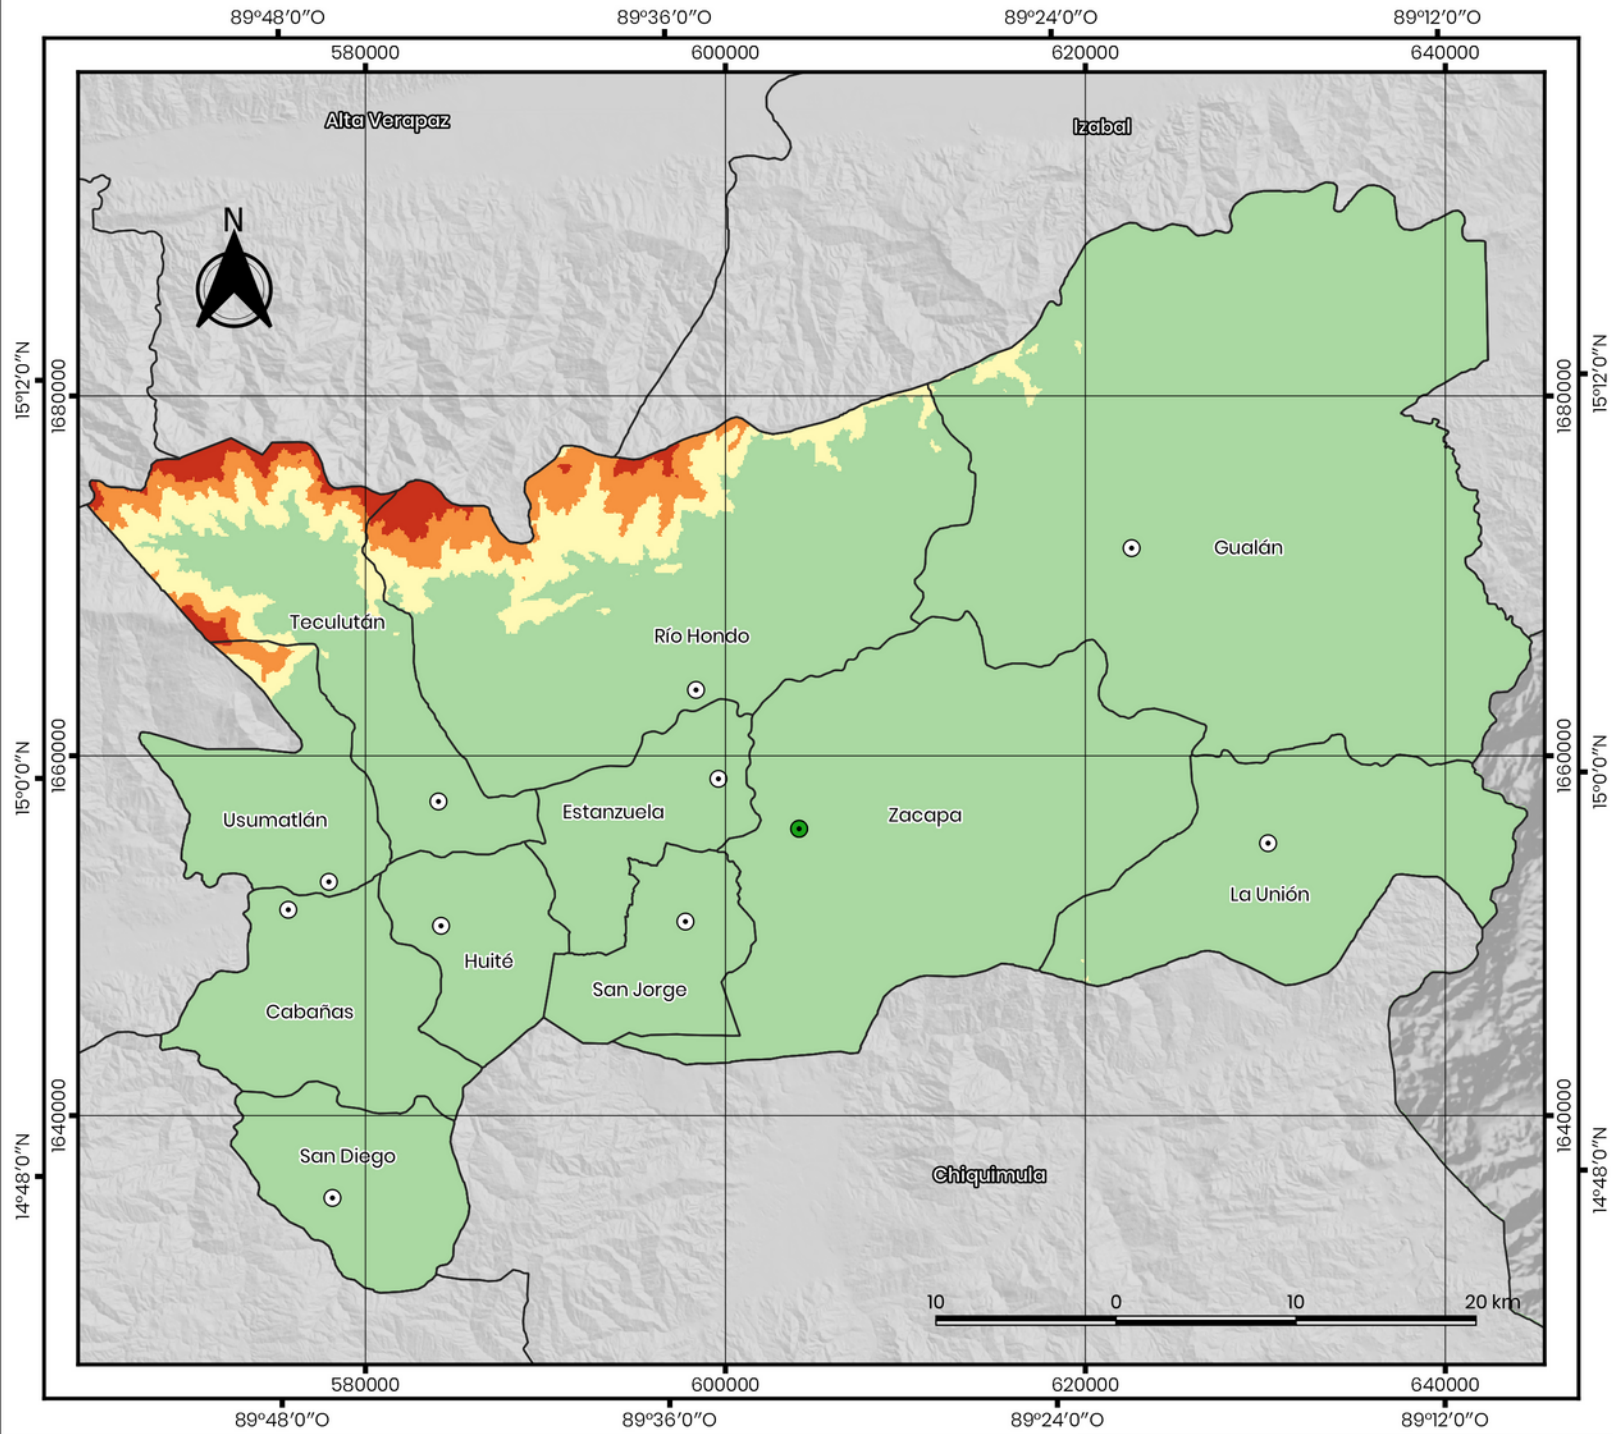 89°48'0"O 89°36'0"O 89°24'0"O 89°12'0"O
580000 600000 620000 640000
Alta Verapaz
Izabal
N
15°12'0"N
1680000
1680000
15°12'0"N
Gualán
Teculután
Río Hondo
15°0'0"N
1660000
1660000
15°0'0"N
Usumatlán
Estanzuela
Zacapa
La Unión
Huité
San Jorge
Cabañas
14°48'0"N
1640000
1640000
14°48'0"N
San Diego
Chiquimula
10 0 10 20 km
580000 600000 620000 640000
89°48'0"O 89°36'0"O 89°24'0"O 89°12'0"O